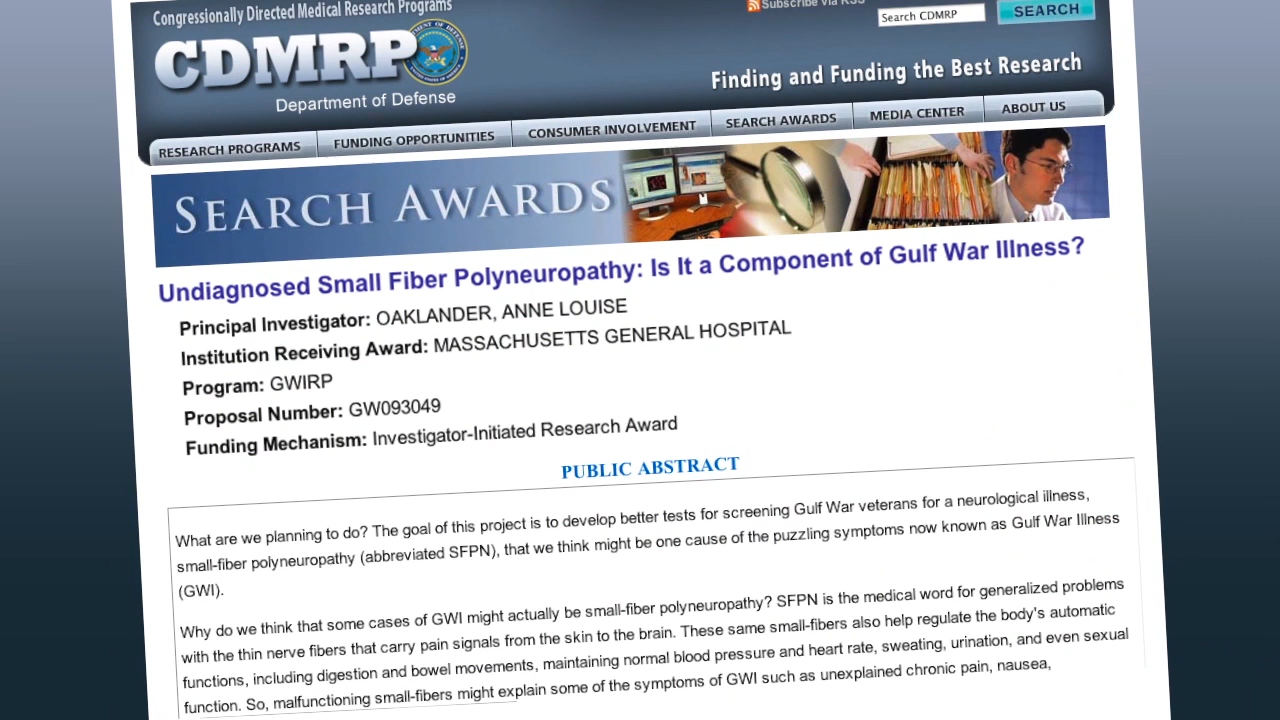 Congressionally Directed Medical Research Programs
CDMRP
Department of Defense
Subscribe via RSS
Search CDMRP
SEARCH
Finding and Funding the Best Research
RESEARCH PROGRAMS
FUNDING OPPORTUNITIES
CONSUMER INVOLVEMENT
SEARCH AWARDS
MEDIA CENTER
ABOUT US
SEARCH AWARDS
Undiagnosed Small Fiber Polyneuropathy: Is It a Component of Gulf War Illness?
Principal Investigator: OAKLANDER, ANNE LOUISE
Institution Receiving Award: MASSACHUSETTS GENERAL HOSPITAL
Program: GWIRP
Proposal Number: GW093049
Funding Mechanism: Investigator-Initiated Research Award
PUBLIC ABSTRACT
What are we planning to do? The goal of this project is to develop better tests for screening Gulf War veterans for a neurological illness,
small-fiber polyneuropathy (abbreviated SFPN), that we think might be one cause of the puzzling symptoms now known as Gulf War Illness
(GWI).
Why do we think that some cases of GWI might actually be small-fiber polyneuropathy? SFPN is the medical word for generalized problems
with the thin nerve fibers that carry pain signals from the skin to the brain. These same small-fibers also help regulate the body's automatic
functions, including digestion and bowel movements, maintaining normal blood pressure and heart rate, sweating, urination, and even sexual
function. So, malfunctioning small-fibers might explain some of the symptoms of GWI such as unexplained chronic pain, nausea,